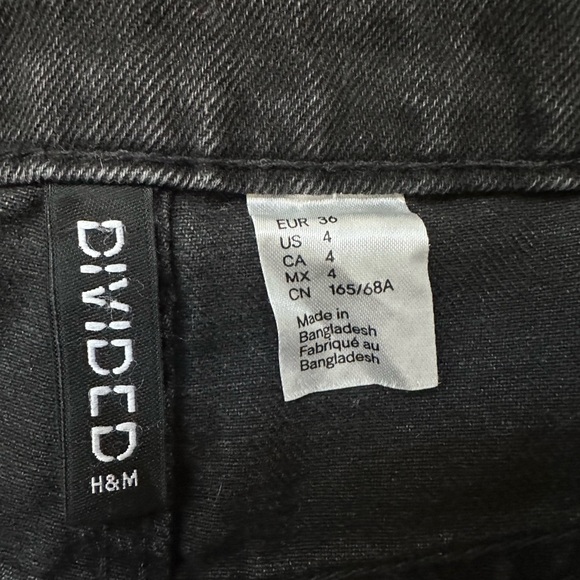 DIVIDED
H&M
EUR 36
US 4
CA 4
MX 4
CN 165/68A
Made in
Bangladesh
Fabriqué au
Bangladesh